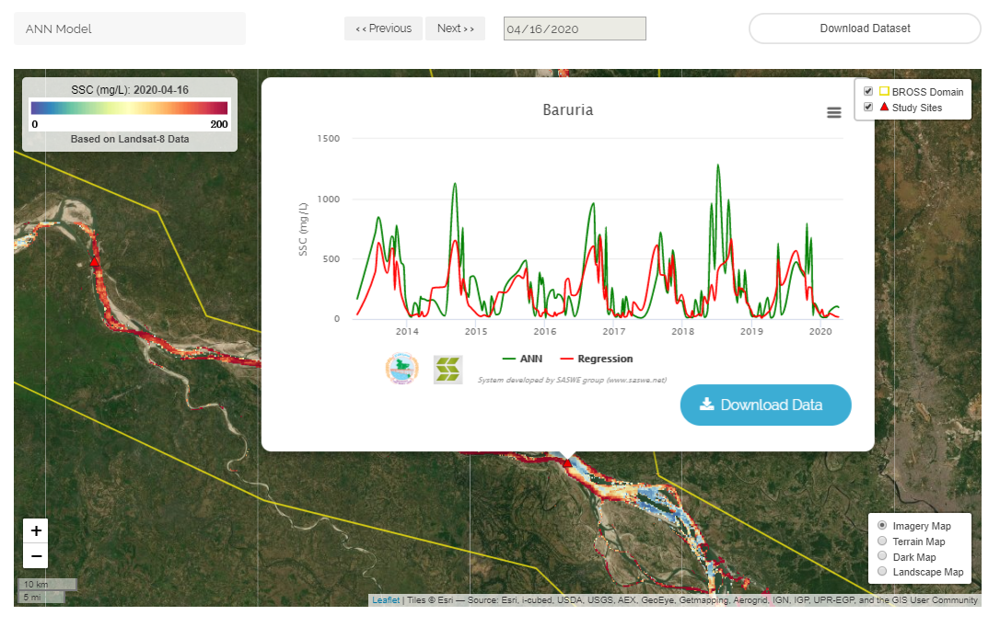 ANN Model
‹ ‹ Previous
Next › ›
04/16/2020
Download Dataset
SSC (mg/L): 2020-04-16
0 200
Based on Landsat-8 Data
BROSS Domain
Study Sites
Baruria
SSC (mg/L)
1500
1000
500
0
2014 2015 2016 2017 2018 2019 2020
ANN Regression
System developed by SASWE group (www.saswe.net)
Download Data
+
−
10 km
5 mi
Imagery Map
Terrain Map
Dark Map
Landscape Map
Leaflet | Tiles © Esri — Source: Esri, i-cubed, USDA, USGS, AEX, GeoEye, Getmapping, Aerogrid, IGN, IGP, UPR-EGP, and the GIS User Community